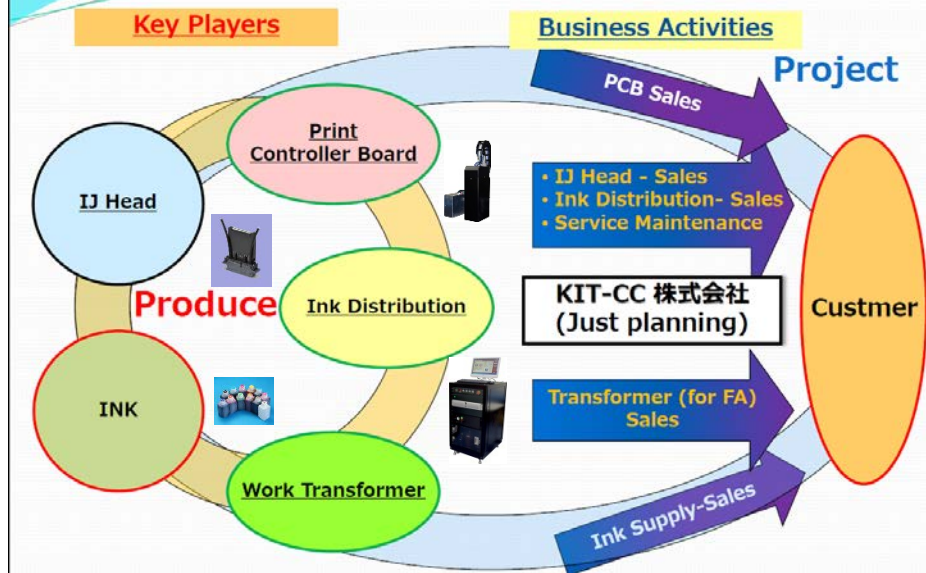 Key Players
Business Activities
Project
PCB Sales
Print
Controller Board
IJ Head
• IJ Head - Sales
• Ink Distribution- Sales
• Service Maintenance
Produce
Ink Distribution
KIT-CC 株式会社
(Just planning)
Custmer
INK
Transformer (for FA)
Sales
Work Transformer
Ink Supply-Sales